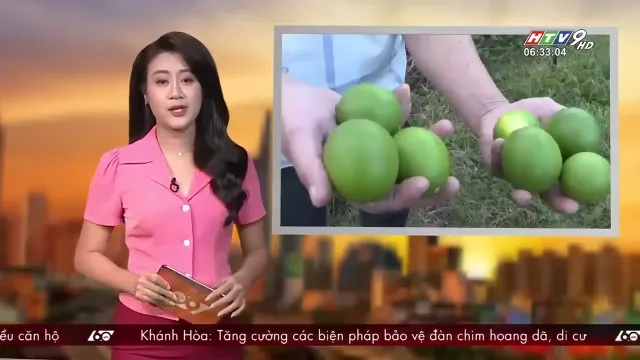 HTV9 HD
06:33:04
ều căn hộ 60 Khánh Hòa: Tăng cường các biện pháp bảo vệ đàn chim hoang dã, di cư